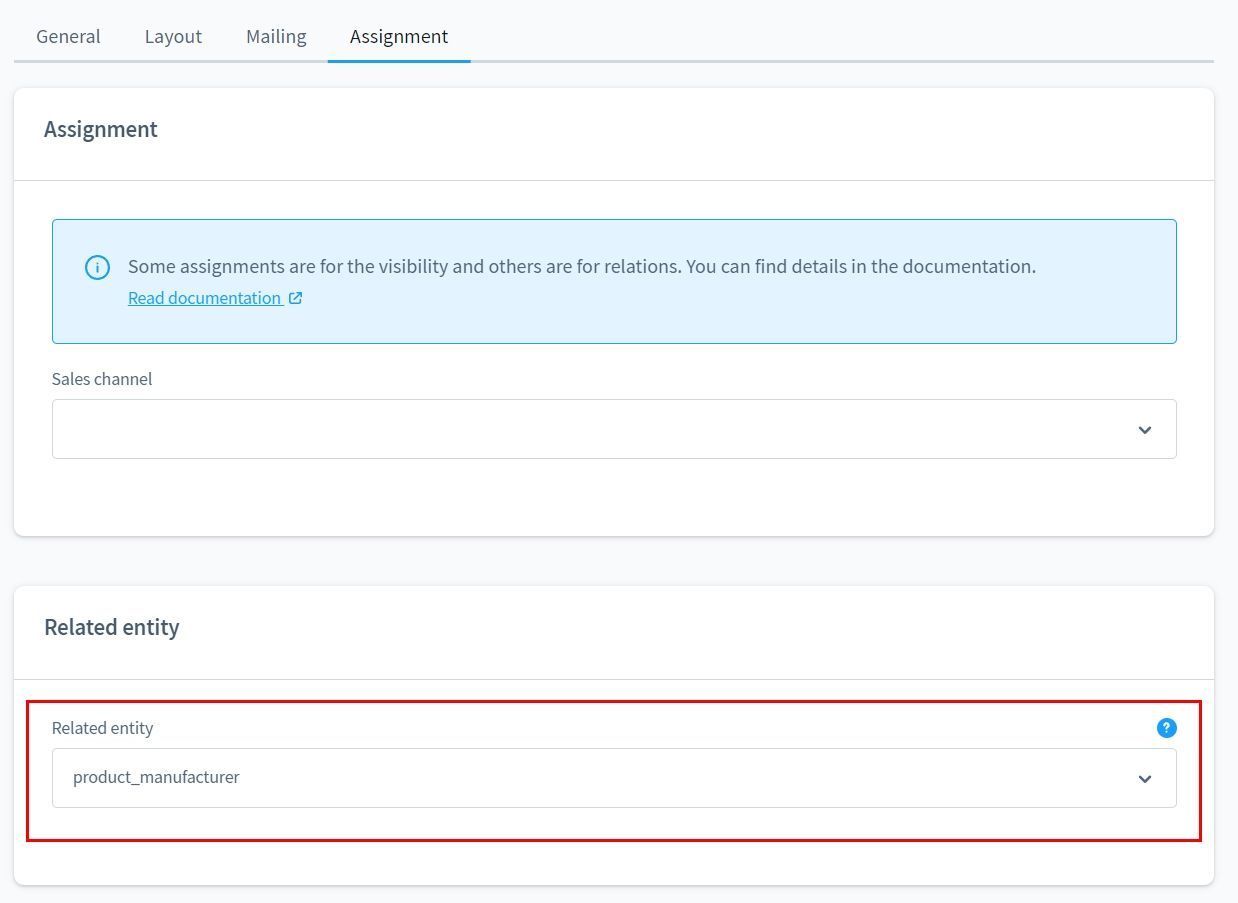 General Layout Mailing Assignment
Assignment
Some assignments are for the visibility and others are for relations. You can find details in the documentation.
Read documentation
Sales channel
Related entity
Related entity
?
product_manufacturer